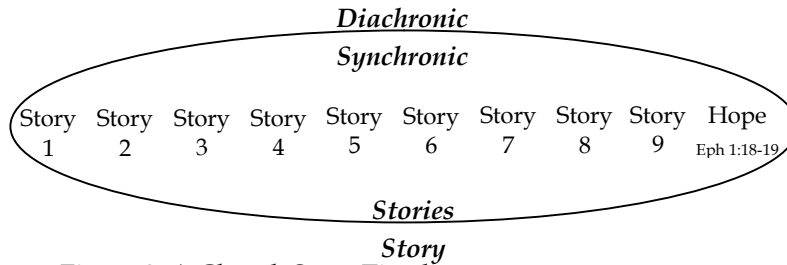 Diachronic
Synchronic
Story Story Story Story Story Story Story Story Story Hope
1 2 3 4 5 6 7 8 9 Eph 1:18-19
Stories
Story